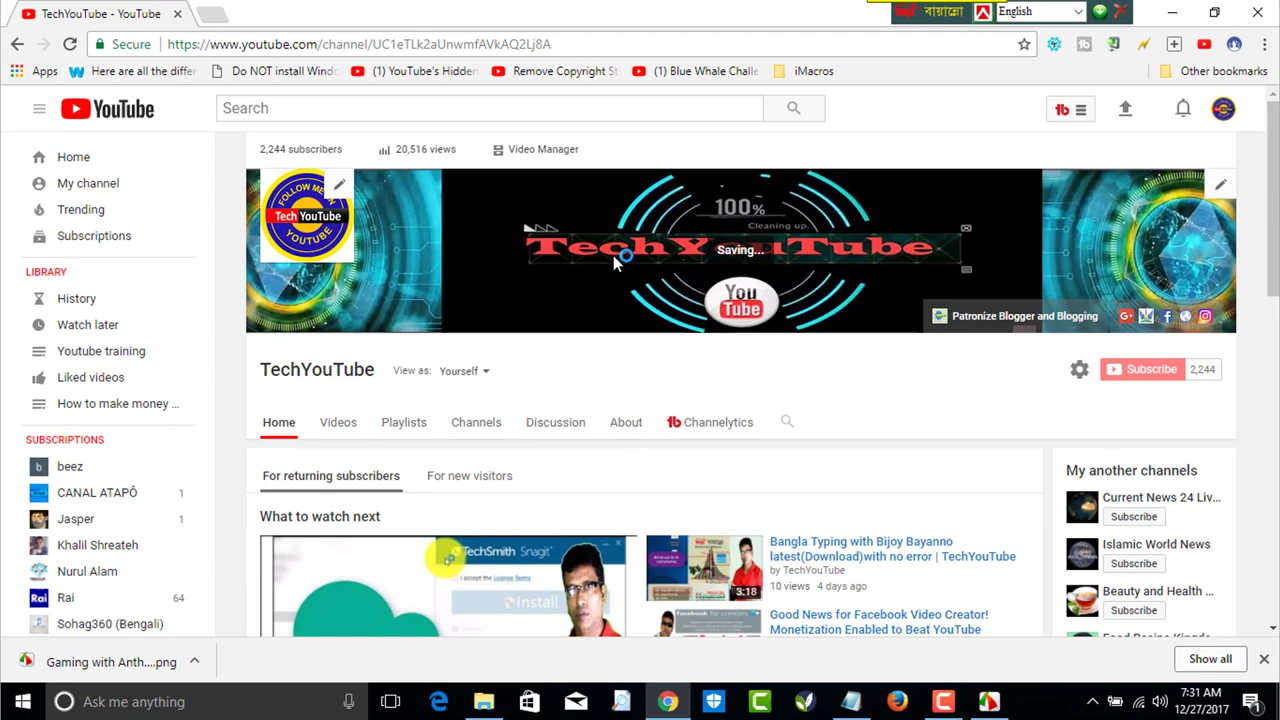 TechYouTube - YouTube
বায়ান্নো
English
Secure
https://www.youtube.com/channel/UC1eTLk2aUnwmfAVkAQ2Lj8A
Apps
Here are all the differ
Do NOT install Windo
(1) YouTube's Hidden
Remove Copyright St
(1) Blue Whale Challe
iMacros
Other bookmarks
YouTube
Search
2,244 subscribers
20,516 views
Video Manager
Home
My channel
Trending
Subscriptions
LIBRARY
History
Watch later
Youtube training
Liked videos
How to make money ...
SUBSCRIPTIONS
beez
CANAL ATAPÔ 1
Jasper 1
Khalil Shreateh
Nurul Alam
Rai 64
Sohag360 (Bengali)
FOLLOW ME ON
Tech YouTube
YOUTUBE
100%
Cleaning up.
TechYouTube
Saving...
You
Tube
Patronize Blogger and Blogging
TechYouTube
View as: Yourself
Subscribe 2,244
Home
Videos
Playlists
Channels
Discussion
About
Channelytics
For returning subscribers
For new visitors
What to watch next
TechSmith Snagit
I accept the License Terms
Install
3:18
Bangla Typing with Bijoy Bayanno
latest(Download)with no error | TechYouTube
by TechYouTube
10 views 4 days ago
Good News for Facebook Video Creator!
Monetization Enabled to Beat YouTube
My another channels
Current News 24 Liv...
Subscribe
Islamic World News
Subscribe
Beauty and Health ...
Subscribe
Gaming with Anth....png
Show all
Ask me anything
7:31 AM
12/27/2017